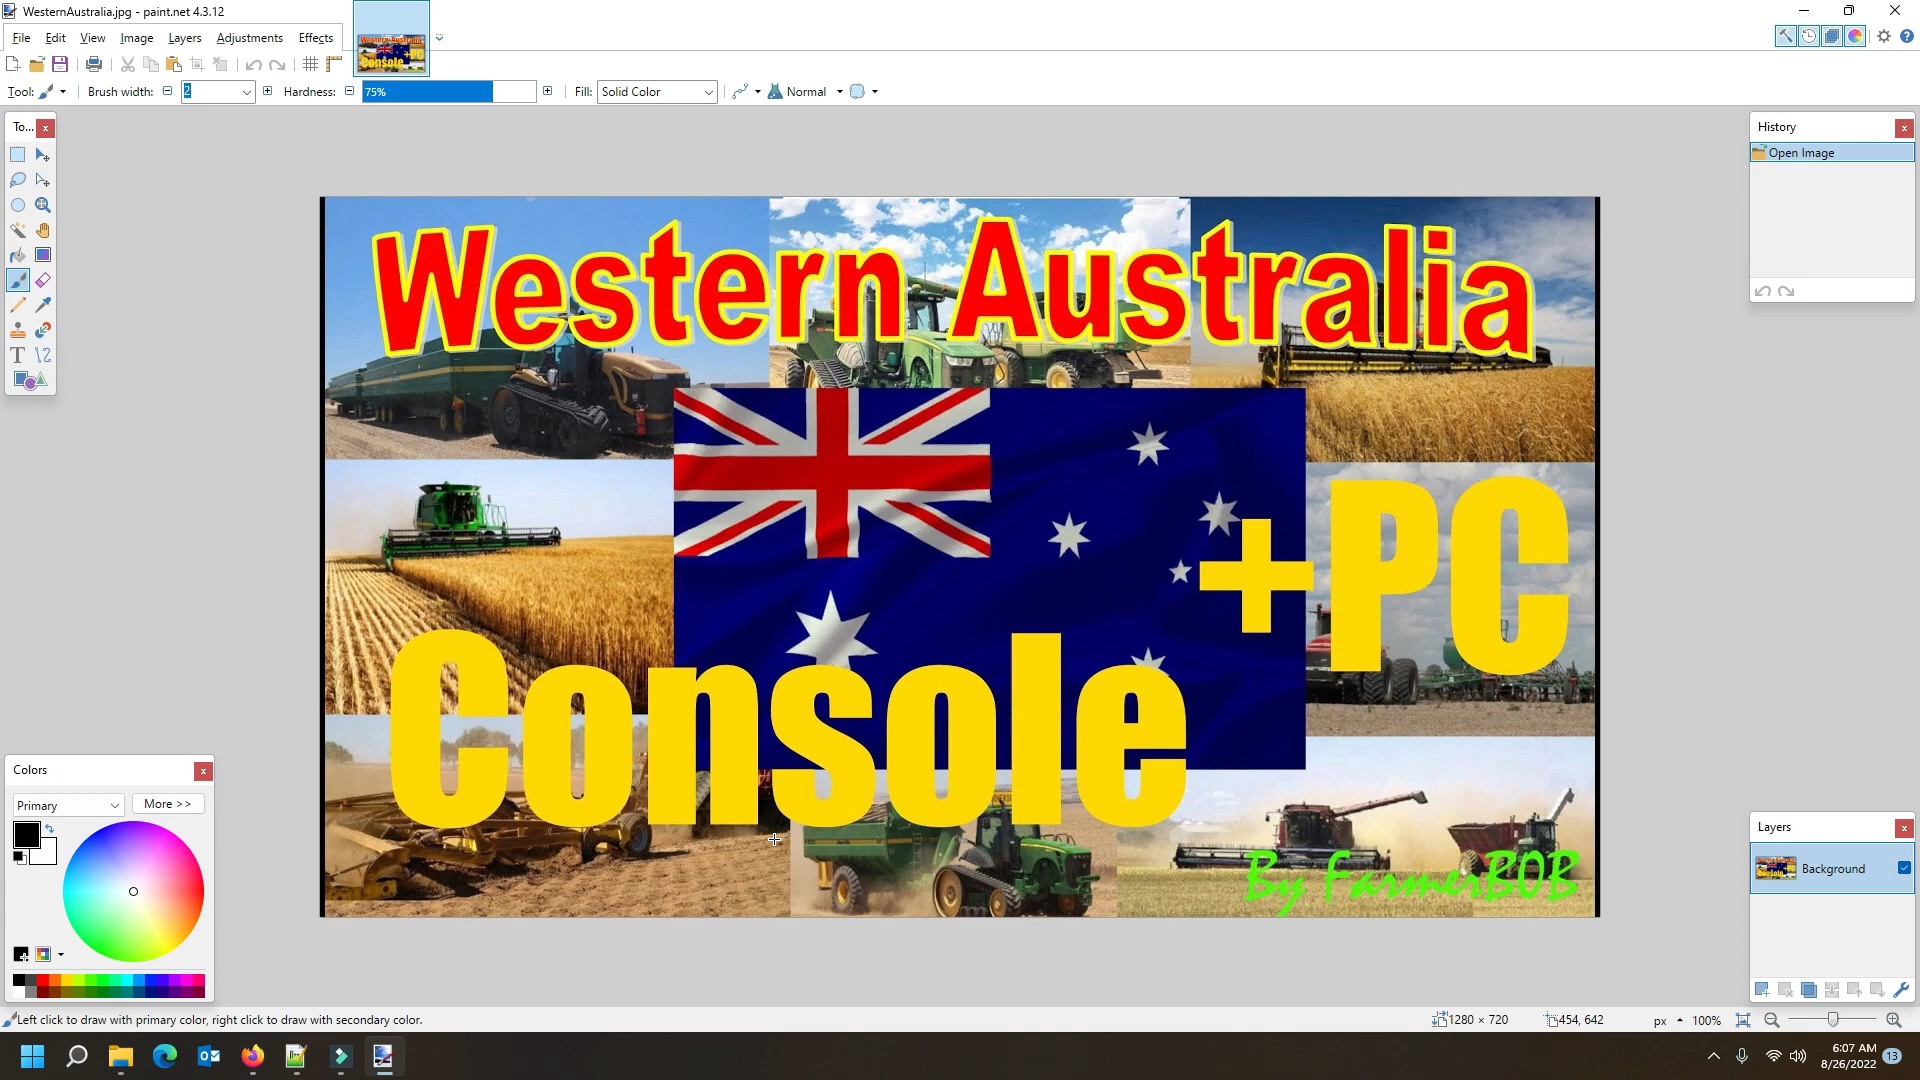 WesternAustralia.jpg - paint.net 4.3.12
File Edit View Image Layers Adjustments Effects
Tool: Brush width: 2 Hardness: 75% Fill: Solid Color Normal
To...
History
Open Image
Western Australia
+PC
Console
By FarmerBOB
Colors
Primary More >>
Layers
Background
Left click to draw with primary color, right click to draw with secondary color.
1280 × 720 454, 642 px 100%
6:07 AM
8/26/2022 13